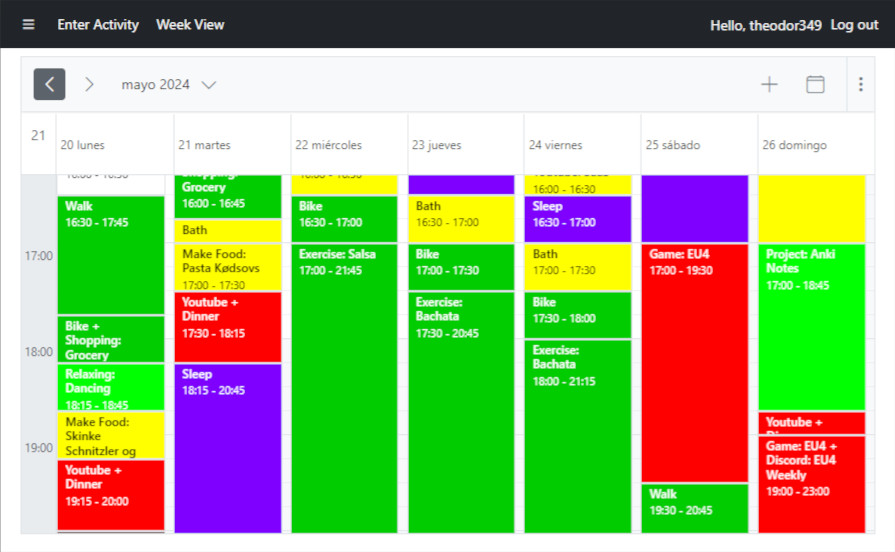 Enter Activity Week View Hello, theodor349 Log out
mayo 2024
21
20 lunes
21 martes
22 miércoles
23 jueves
24 viernes
25 sábado
26 domingo
17:00
18:00
19:00
Walk
16:30 - 17:45
Bike +
Shopping:
Grocery
Relaxing:
Dancing
18:15 - 18:45
Make Food:
Skinke
Schnitzler og
Youtube +
Dinner
19:15 - 20:00
Shopping:
Grocery
16:00 - 16:45
Bath
Make Food:
Pasta Kødsovs
17:00 - 17:30
Youtube +
Dinner
17:30 - 18:15
Sleep
18:15 - 20:45
16:00 - 16:30
Bike
16:30 - 17:00
Exercise: Salsa
17:00 - 21:45
Bath
16:30 - 17:00
Bike
17:00 - 17:30
Exercise:
Bachata
17:30 - 20:45
16:00 - 16:30
Sleep
16:30 - 17:00
Bath
17:00 - 17:30
Bike
17:30 - 18:00
Exercise:
Bachata
18:00 - 21:15
Game: EU4
17:00 - 19:30
Walk
19:30 - 20:45
Project: Anki
Notes
17:00 - 18:45
Youtube +
Game: EU4 +
Discord: EU4
Weekly
19:00 - 23:00